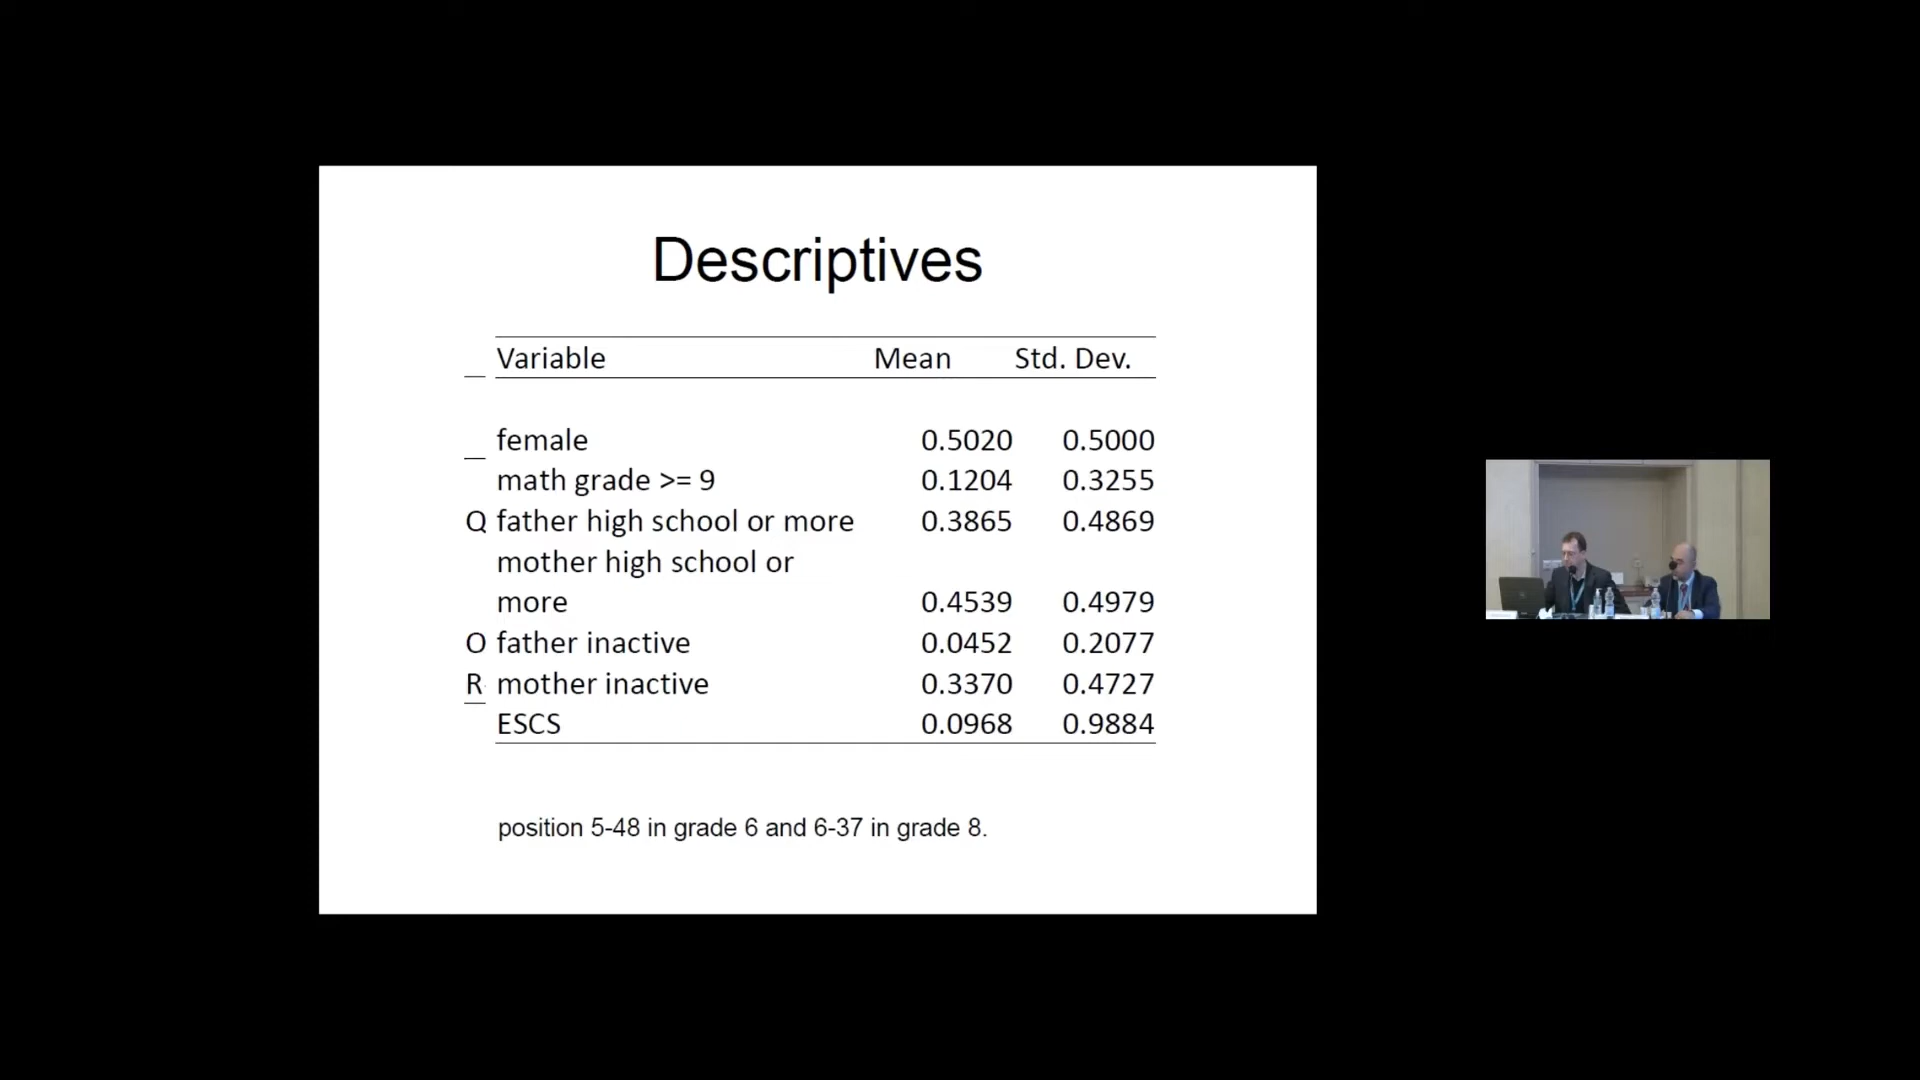 Descriptives
Variable Mean Std. Dev.
female 0.5020 0.5000
math grade >= 9 0.1204 0.3255
Q father high school or more 0.3865 0.4869
mother high school or
more 0.4539 0.4979
O father inactive 0.0452 0.2077
R mother inactive 0.3370 0.4727
ESCS 0.0968 0.9884
position 5-48 in grade 6 and 6-37 in grade 8.